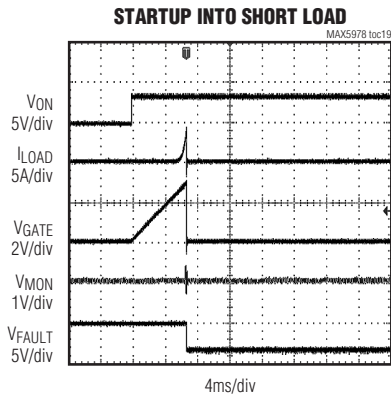 STARTUP INTO SHORT LOAD
MAX5978 toc19
T
VON
5V/div
ILOAD
5A/div
VGATE
2V/div
VMON
1V/div
VFAULT
5V/div
4ms/div